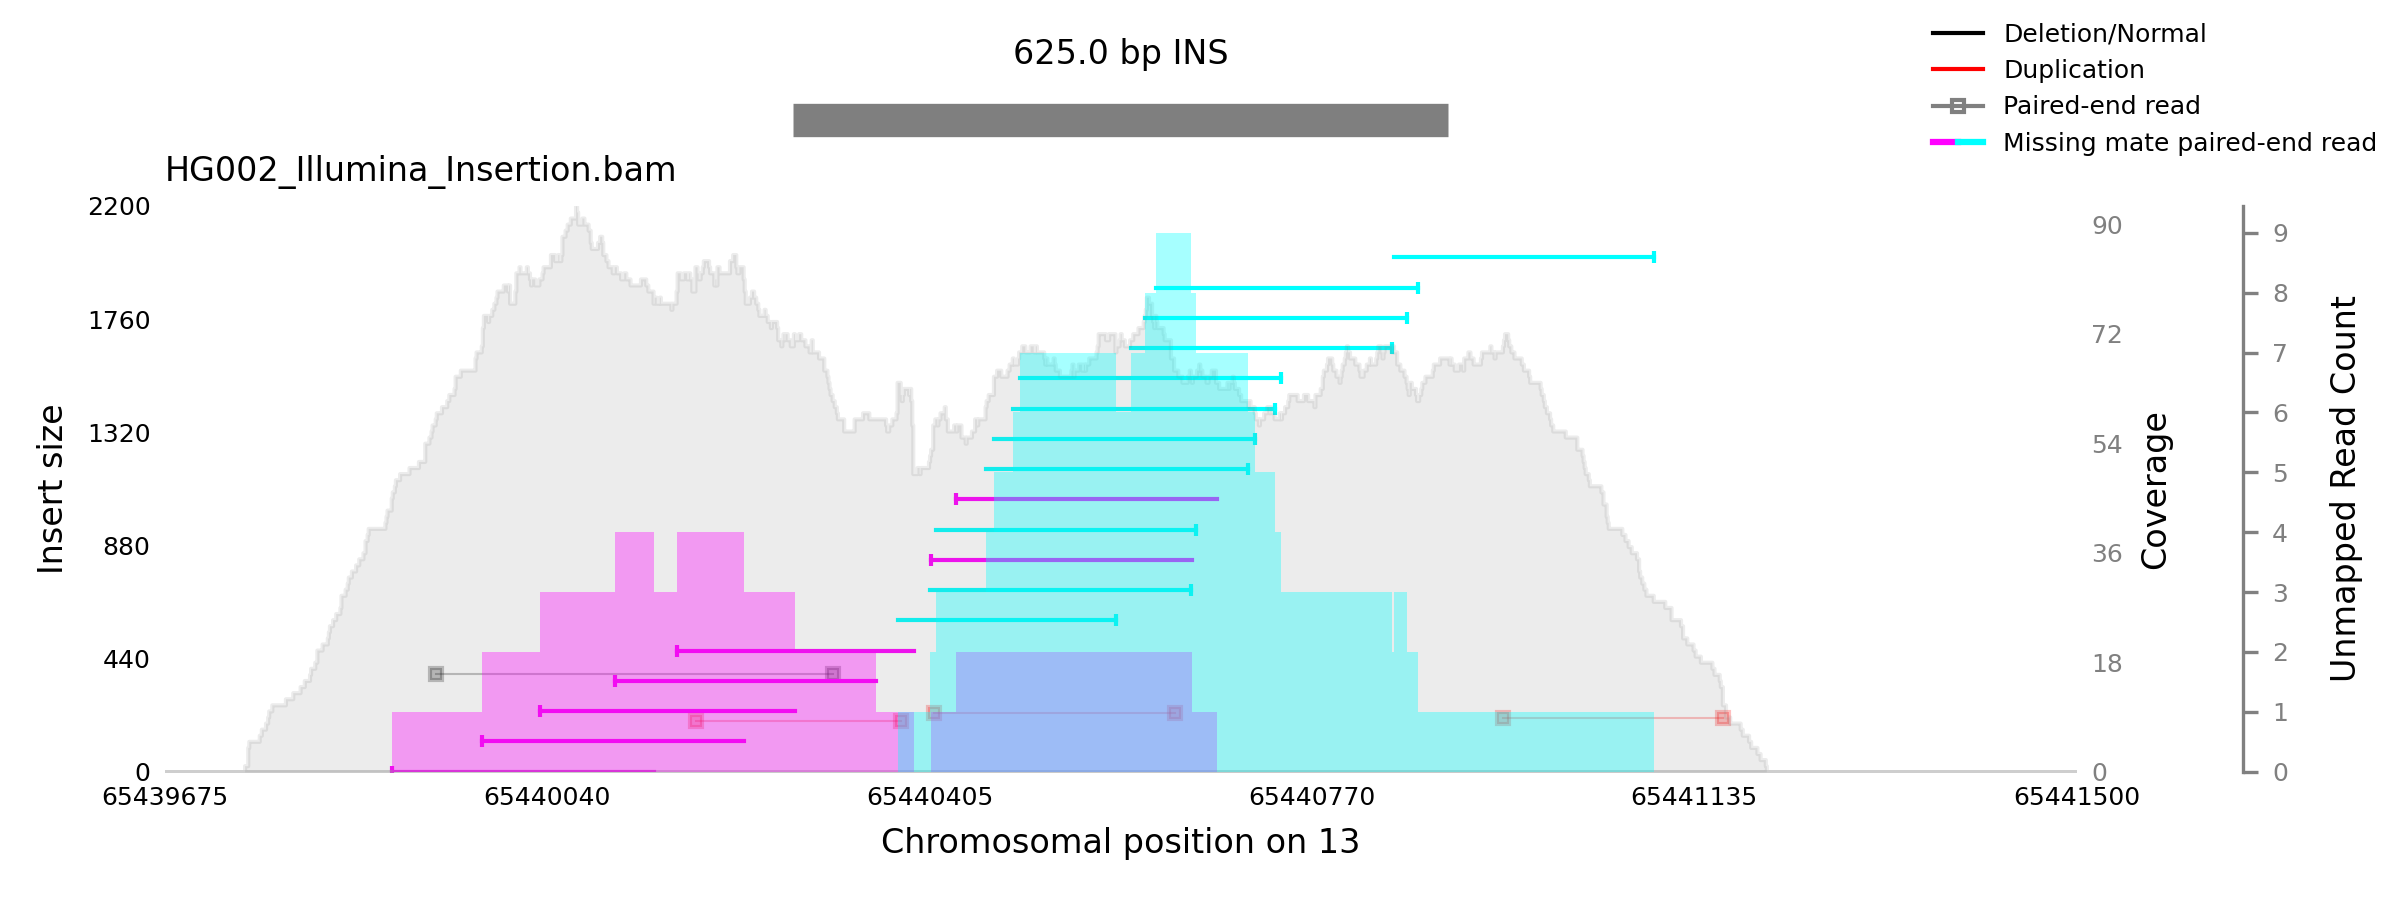 625.0 bp INS
Deletion/Normal
Duplication
Paired-end read
Missing mate paired-end read
HG002_Illumina_Insertion.bam
2200
1760
1320
880
440
0
Insert size
90
72
54
36
18
0
Coverage
9
8
7
6
5
4
3
2
1
0
Unmapped Read Count
65439675 65440040 65440405 65440770 65441135 65441500
Chromosomal position on 13